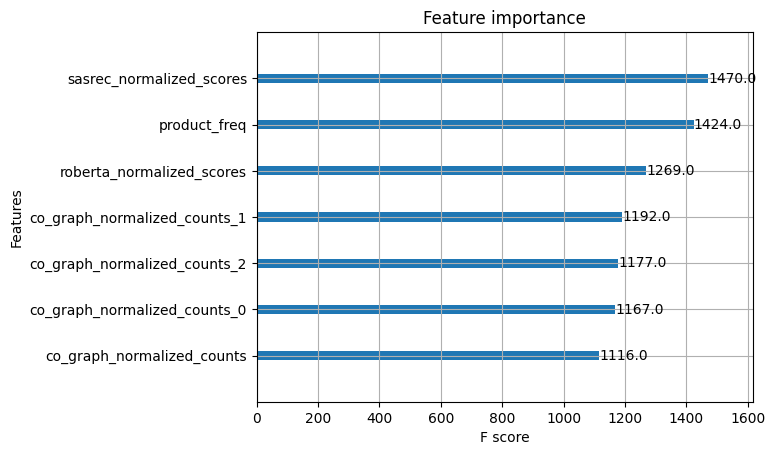 Feature importance
Features
sasrec_normalized_scores 1470.0
product_freq 1424.0
roberta_normalized_scores 1269.0
co_graph_normalized_counts_1 1192.0
co_graph_normalized_counts_2 1177.0
co_graph_normalized_counts_0 1167.0
co_graph_normalized_counts 1116.0
0 200 400 600 800 1000 1200 1400 1600
F score